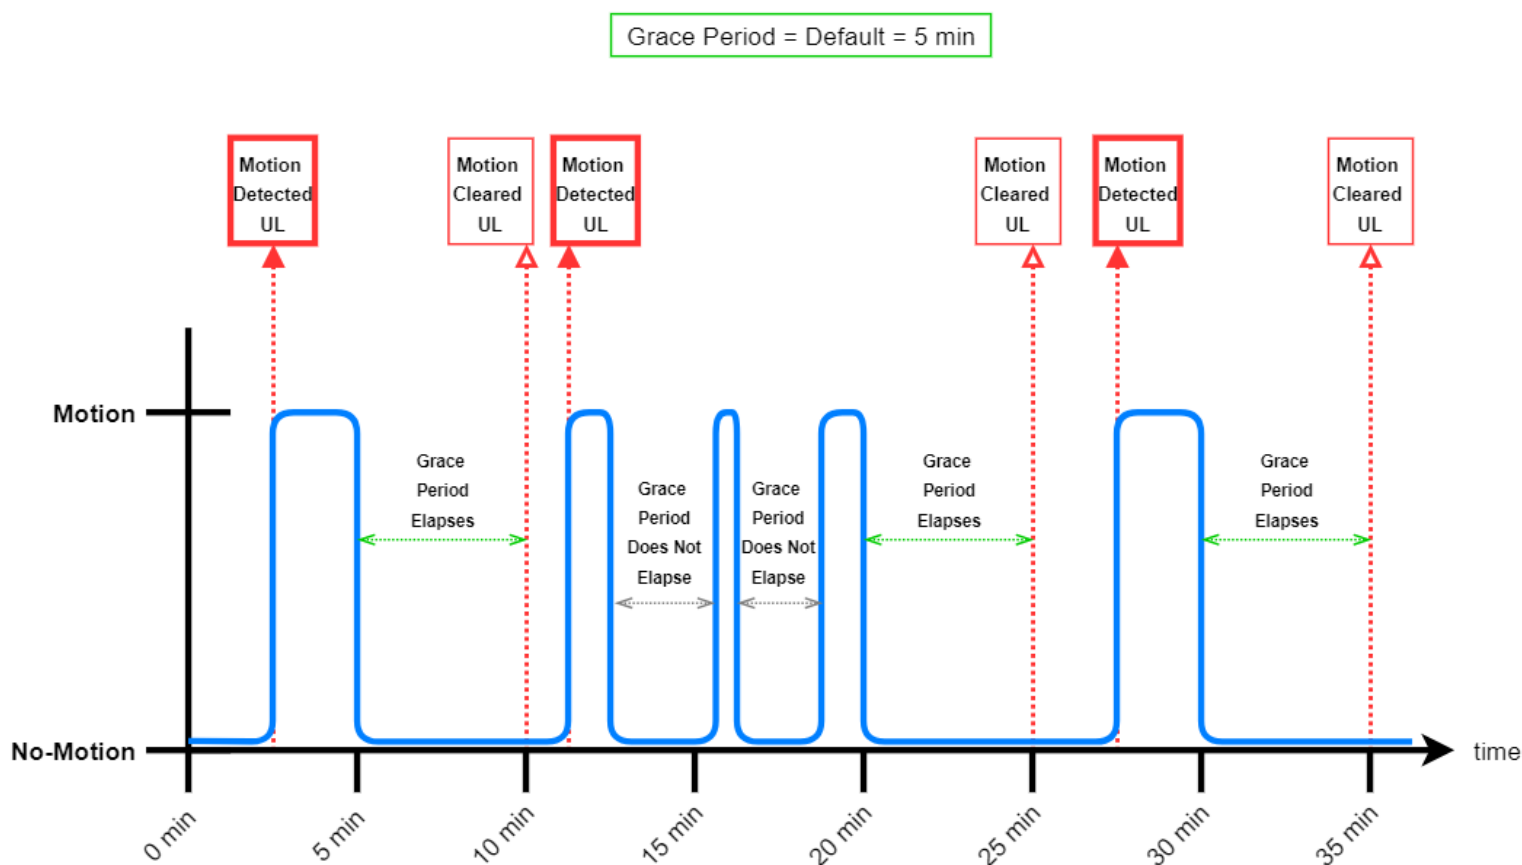 Grace Period = Default = 5 min
Motion
Detected
UL
Motion
Cleared
UL
Motion
Detected
UL
Motion
Cleared
UL
Motion
Detected
UL
Motion
Cleared
UL
Motion
Grace
Period
Elapses
Grace
Period
Does Not
Elapse
Grace
Period
Does Not
Elapse
Grace
Period
Elapses
Grace
Period
Elapses
No-Motion
time
0 min
5 min
10 min
15 min
20 min
25 min
30 min
35 min